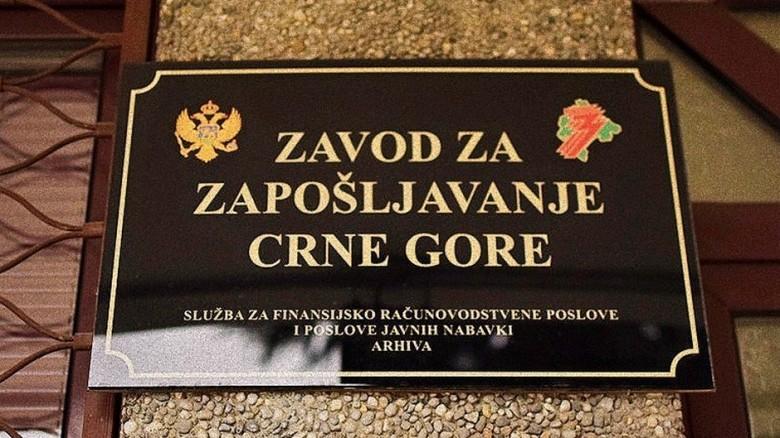 ZAVOD ZA
ZAPOŠLJAVANJE
CRNE GORE
SLUŽBA ZA FINANSIJSKO RAČUNOVODSTVENE POSLOVE
I POSLOVE JAVNIH NABAVKI
ARHIVA